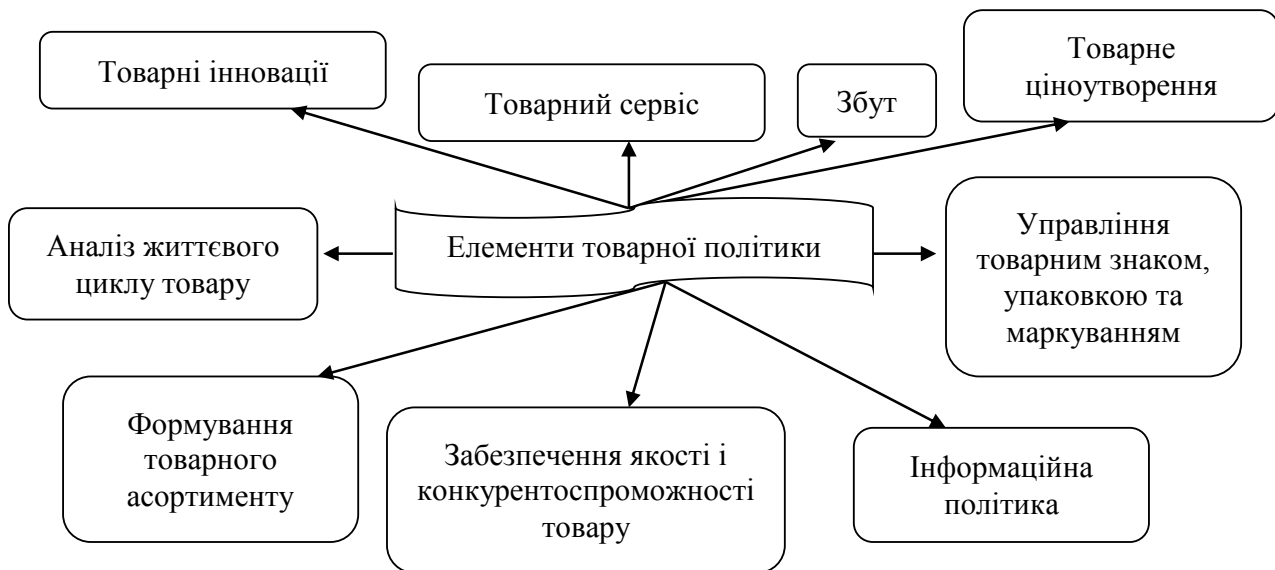 Товарні інновації
Товарний сервіс
Збут
Товарне
ціноутворення
Аналіз життєвого
циклу товару
Елементи товарної політики
Управління
товарним знаком,
упаковкою та
маркуванням
Формування
товарного
асортименту
Забезпечення якості і
конкурентоспроможності
товару
Інформаційна
політика